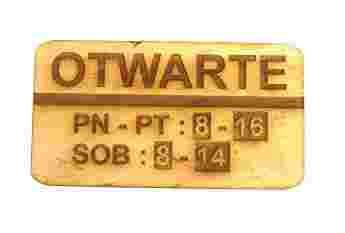 OTWARTE
PN - PT : 8 - 16
SOB : 8 - 14